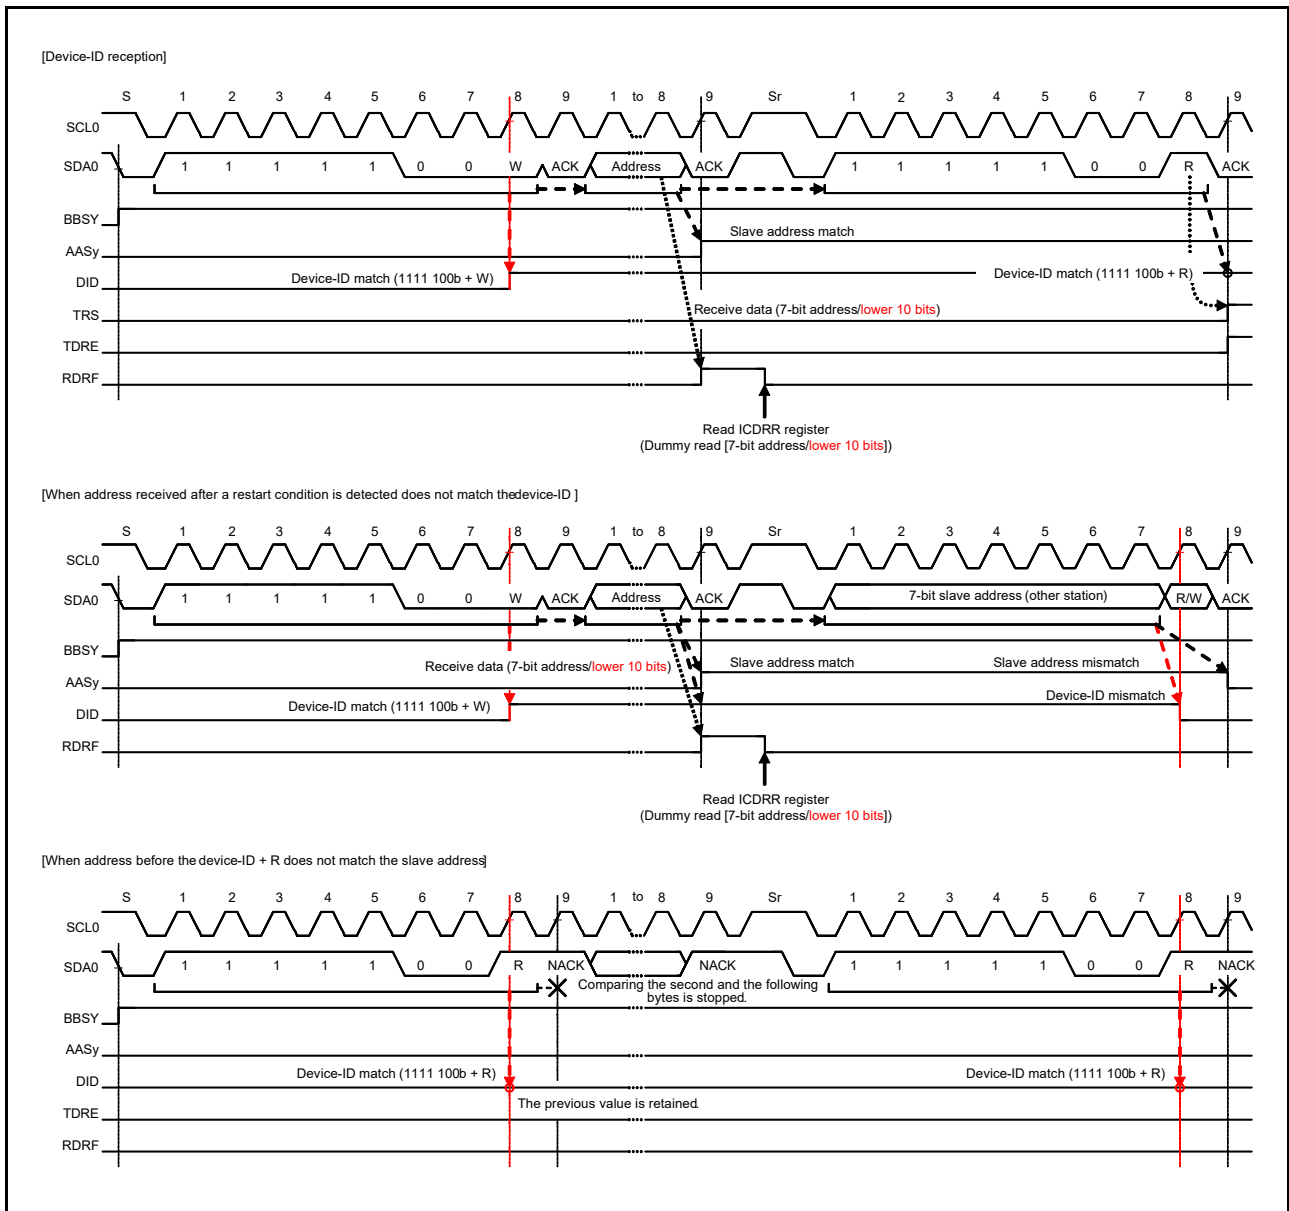 [Device-ID reception]
S 1 2 3 4 5 6 7 8 9 1 to 8 9 Sr 1 2 3 4 5 6 7 8 9
SCL0
SDA0 1 1 1 1 1 0 0 W ACK Address ACK 1 1 1 1 1 0 0 R ACK
BBSY
Slave address match
AASy
Device-ID match (1111 100b + W) Device-ID match (1111 100b + R)
DID
Receive data (7-bit address/lower 10 bits)
TRS
TDRE
RDRF
Read ICDRR register
(Dummy read [7-bit address/lower 10 bits])
[When address received after a restart condition is detected does not match thedevice-ID ]
S 1 2 3 4 5 6 7 8 9 1 to 8 9 Sr 1 2 3 4 5 6 7 8 9
SCL0
SDA0 1 1 1 1 1 0 0 W ACK Address ACK 7-bit slave address (other station) R/W ACK
BBSY
Receive data (7-bit address/lower 10 bits) Slave address match Slave address mismatch
AASy
Device-ID match (1111 100b + W) Device-ID mismatch
DID
RDRF
Read ICDRR register
(Dummy read [7-bit address/lower 10 bits])
[When address before the device-ID + R does not match the slave address]
S 1 2 3 4 5 6 7 8 9 1 to 8 9 Sr 1 2 3 4 5 6 7 8 9
SCL0
SDA0 1 1 1 1 1 0 0 R NACK NACK 1 1 1 1 1 0 0 R NACK
Comparing the second and the following
bytes is stopped.
BBSY
AASy
Device-ID match (1111 100b + R) Device-ID match (1111 100b + R)
DID
The previous value is retained.
TDRE
RDRF